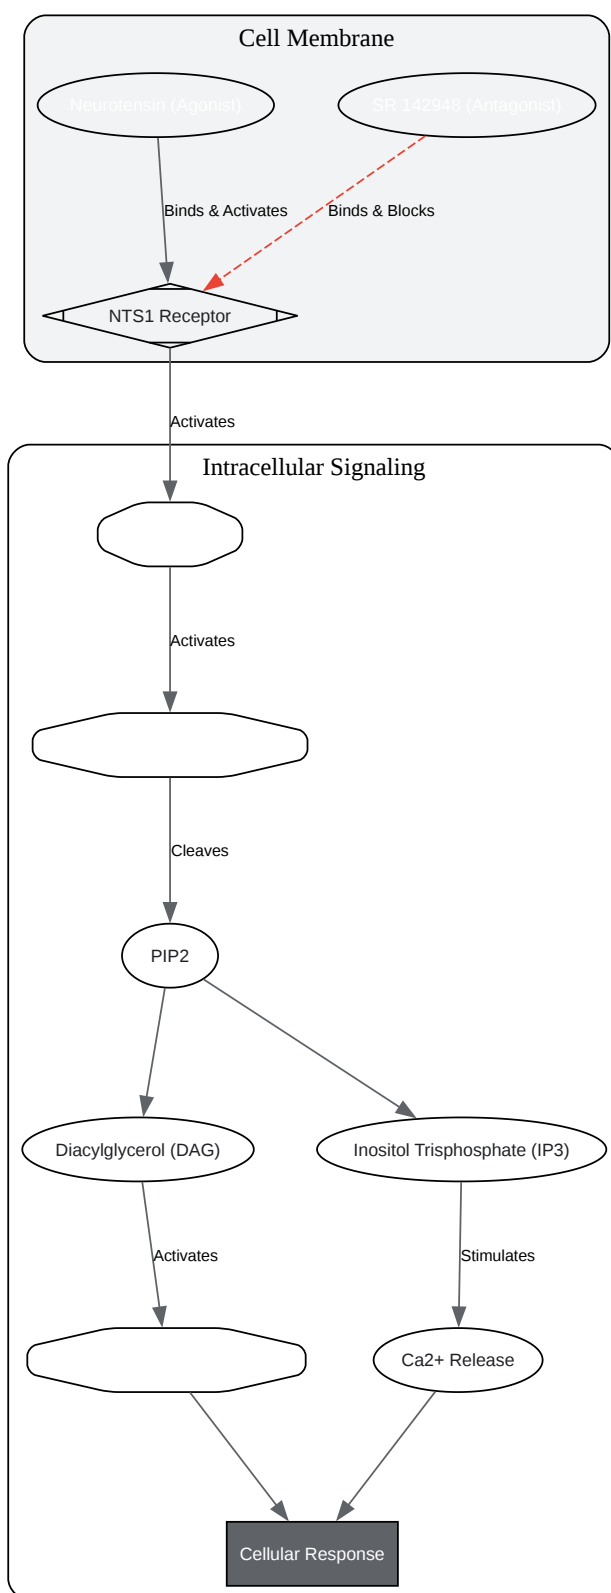 Cell Membrane
Neurotensin (Agonist)
SR 142948 (Antagonist)
Binds & Activates
Binds & Blocks
NTS1 Receptor
Activates
Intracellular Signaling
Activates
Cleaves
PIP2
Diacylglycerol (DAG)
Inositol Trisphosphate (IP3)
Activates
Stimulates
Ca2+ Release
Cellular Response